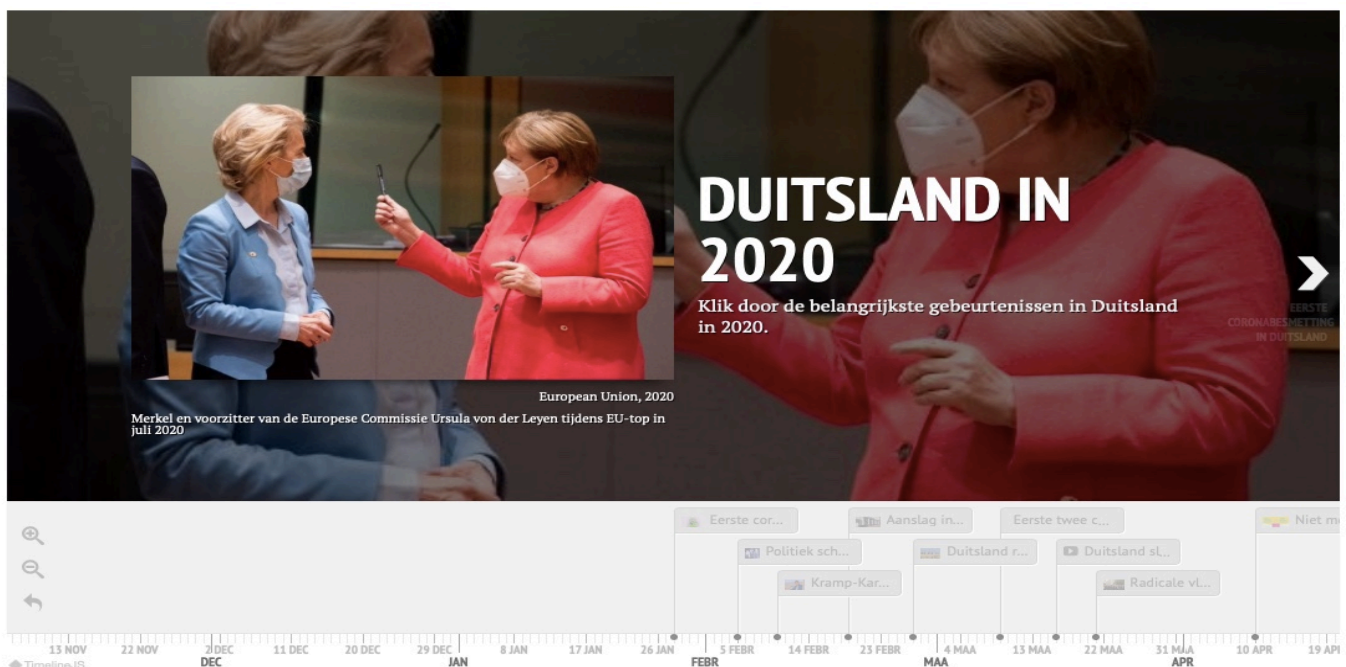 DUITSLAND IN
2020
Klik door de belangrijkste gebeurtenissen in Duitsland
in 2020.
EERSTE
CORONABESMETTING
IN DUITSLAND
European Union, 2020
Merkel en voorzitter van de Europese Commissie Ursula von der Leyen tijdens EU-top in
juli 2020
Eerste cor...
Aanslag in...
Eerste twee c...
Niet m
Politiek sch...
Duitsland r...
Duitsland sl...
Kramp-Kar...
Radicale vl...
13 NOV 22 NOV 2 DEC 11 DEC 20 DEC 29 DEC 8 JAN 17 JAN 26 JAN 5 FEBR 14 FEBR 23 FEBR 4 MAA 13 MAA 22 MAA 31 MAA 10 APR 19 AP
DEC JAN FEBR MAA APR
TimelineJS